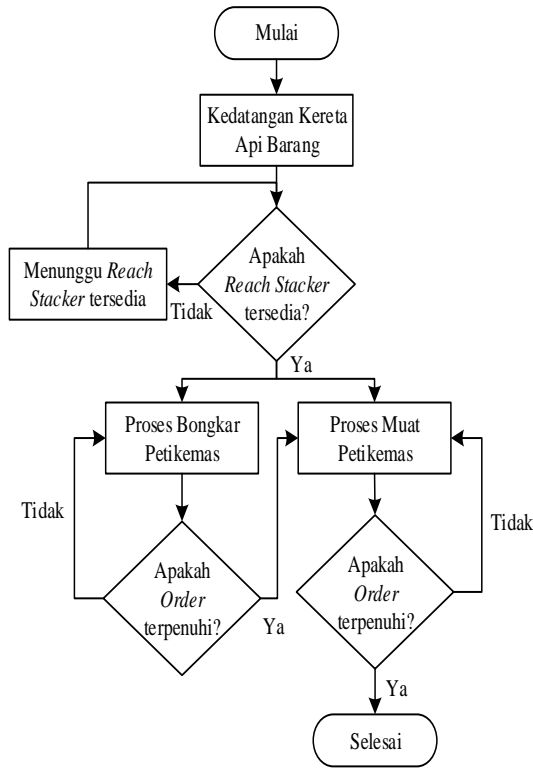 Mulai
Kedatangan Kereta
Api Barang
Apakah
Reach Stacker
tersedia?
Menunggu Reach
Stacker tersedia
Tidak
Ya
Proses Bongkar
Petikemas
Proses Muat
Petikemas
Tidak
Apakah
Order
terpenuhi?
Ya
Apakah
Order
terpenuhi?
Tidak
Ya
Selesai